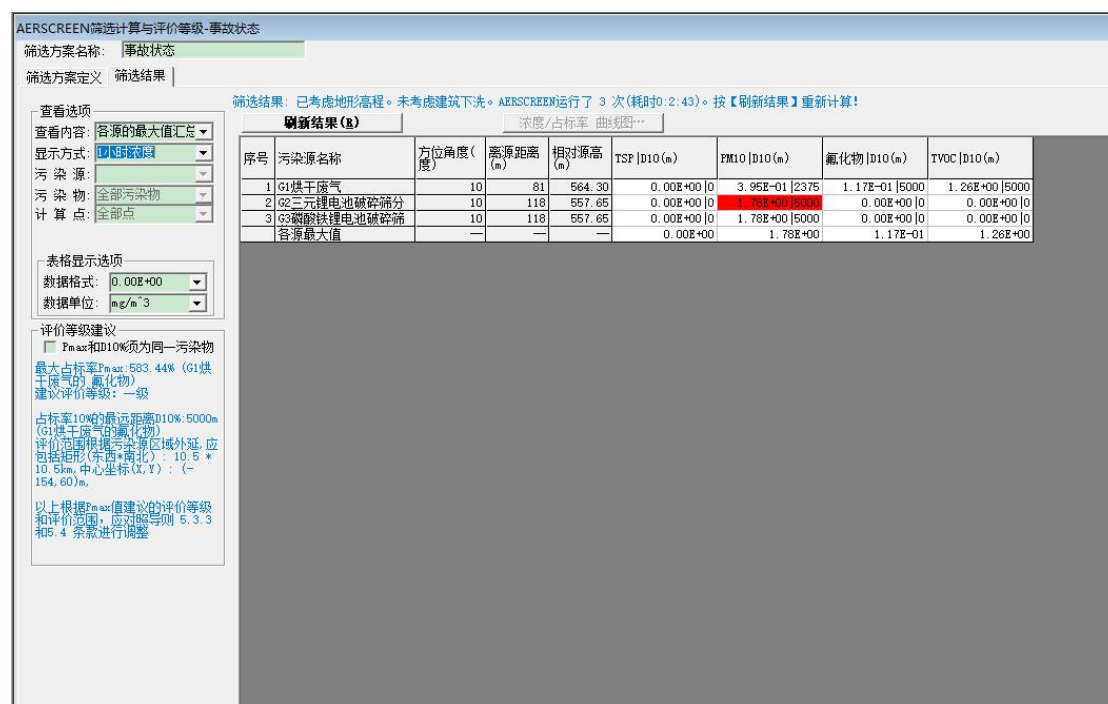 AERSCREEN筛选计算与评价等级-事故状态
筛选方案名称: 事故状态
筛选方案定义 筛选结果
筛选结果: 已考虑地形高程。未考虑建筑下洗。AERSCREEN运行了 3 次(耗时0:2:43)。按【刷新结果】重新计算!
查看选项
查看内容: 各源的最大值汇总
显示方式: 1小时浓度
污 染 源:
污 染 物: 全部污染物
计 算 点: 全部点
表格显示选项
数据格式: 0.00E+00
数据单位: mg/m^3
评价等级建议
Pmax和D10%须为同一污染物
最大占标率Pmax:583.44% (G1烘
干废气的 氟化物)
建议评价等级: 一级
占标率10%的最远距离D10%:5000m
(G1烘干废气的氟化物)
评价范围根据污染源区域外延,应
包括矩形(东西*南北): 10.5 *
10.5km,中心坐标(X,Y): (-
154,60)m,
以上根据Pmax值建议的评价等级
和评价范围, 应对照导则 5.3.3
和5.4 条款进行调整
刷新结果(R) 浓度/占标率 曲线图…
序号 污染源名称 方位角度(度) 离源距离(m) 相对源高(m) TSP|D10(m) PM10|D10(m) 氟化物|D10(m) TVOC|D10(m)
1 G1烘干废气 10 81 564.30 0.00E+00|0 3.95E-01|2375 1.17E-01|5000 1.26E+00|5000
2 G2三元锂电池破碎筛分 10 118 557.65 0.00E+00|0 1.78E+00|5000 0.00E+00|0 0.00E+00|0
3 G3磷酸铁锂电池破碎筛 10 118 557.65 0.00E+00|0 1.78E+00|5000 0.00E+00|0 0.00E+00|0
各源最大值 — — — 0.00E+00 1.78E+00 1.17E-01 1.26E+00